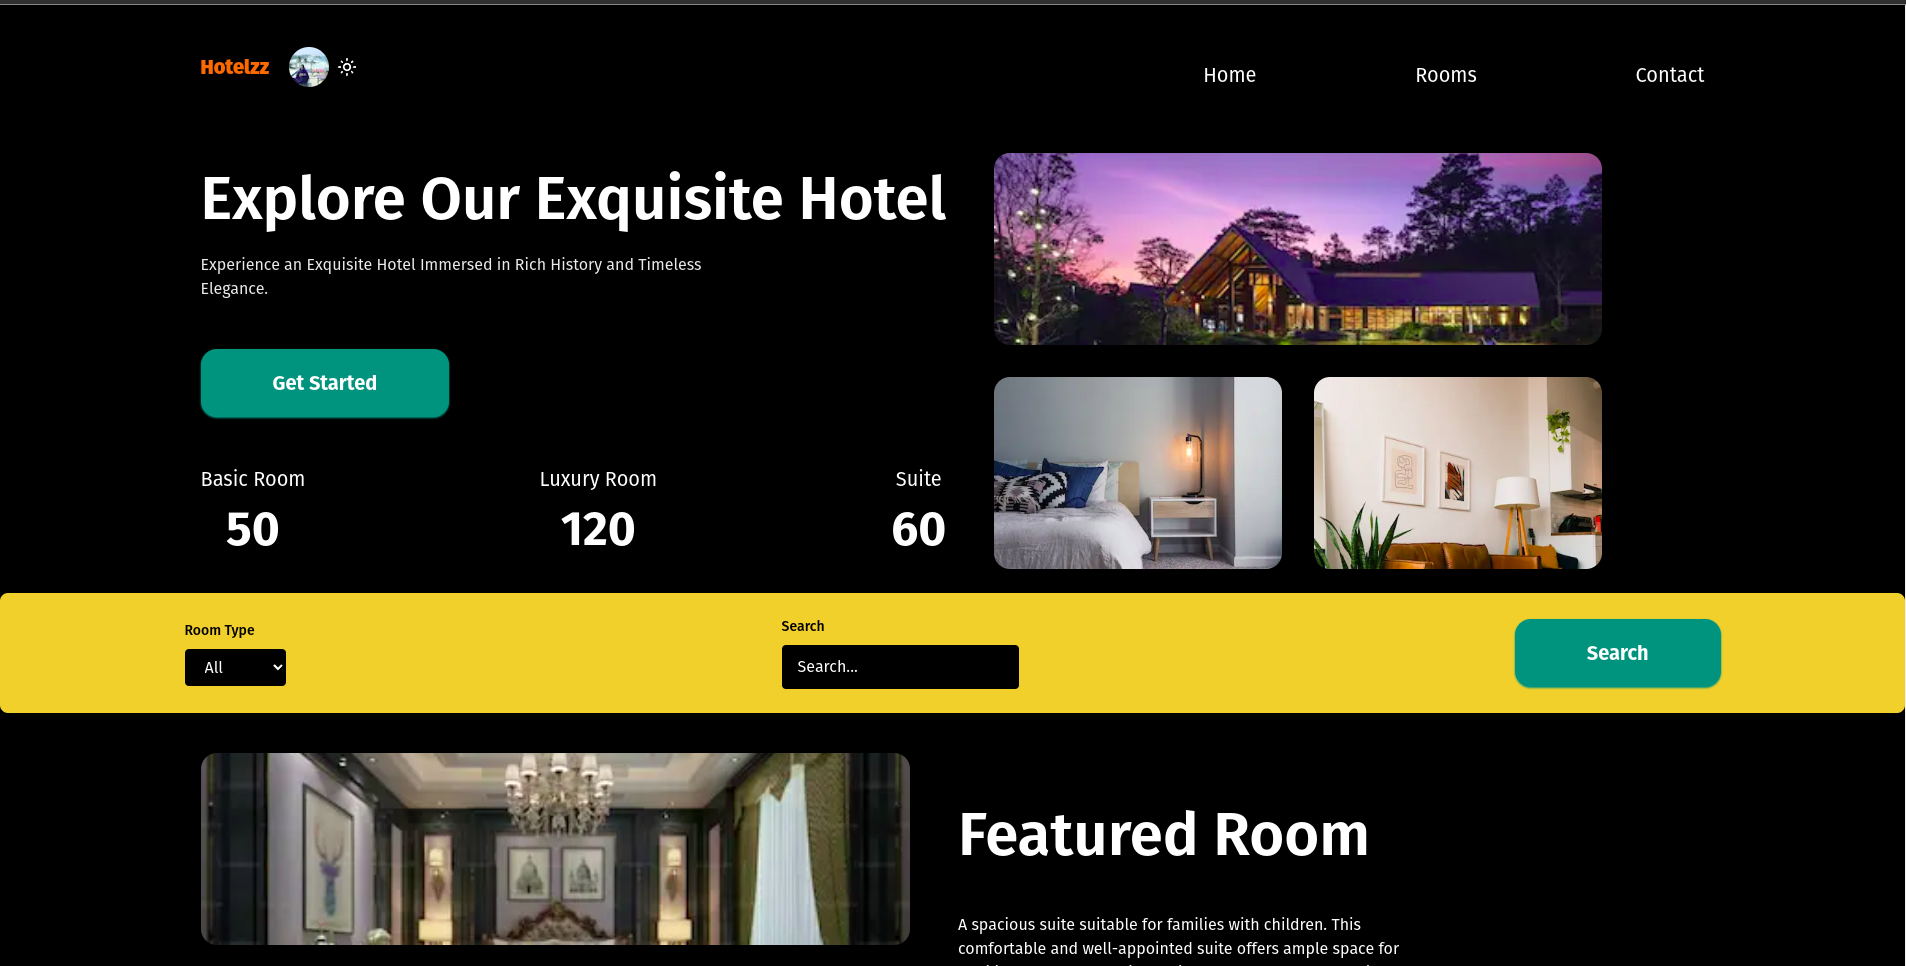 Hotelzz
Home
Rooms
Contact
Explore Our Exquisite Hotel
Experience an Exquisite Hotel Immersed in Rich History and Timeless
Elegance.
Get Started
Basic Room
50
Luxury Room
120
Suite
60
Room Type
All
Search
Search...
Search
Featured Room
A spacious suite suitable for families with children. This
comfortable and well-appointed suite offers ample space for